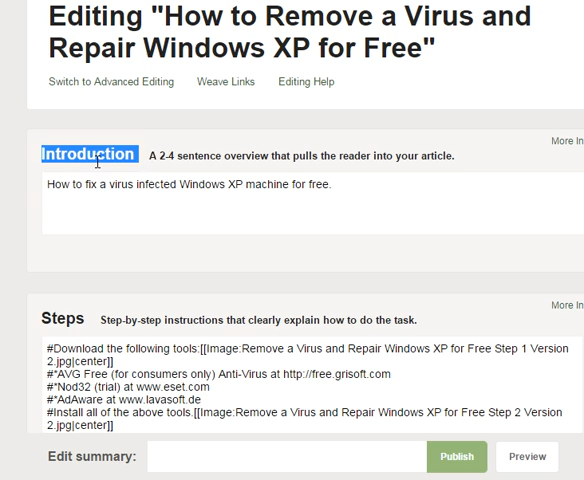 Editing "How to Remove a Virus and
Repair Windows XP for Free"
Switch to Advanced Editing Weave Links Editing Help
More In
Introduction A 2-4 sentence overview that pulls the reader into your article.
How to fix a virus infected Windows XP machine for free.
More In
Steps Step-by-step instructions that clearly explain how to do the task.
#Download the following tools:[[Image:Remove a Virus and Repair Windows XP for Free Step 1 Version
2.jpg|center]]
#*AVG Free (for consumers only) Anti-Virus at http://free.grisoft.com
#*Nod32 (trial) at www.eset.com
#*AdAware at www.lavasoft.de
#Install all of the above tools.[[Image:Remove a Virus and Repair Windows XP for Free Step 2 Version
2.jpg|center]]
Edit summary: Publish Preview